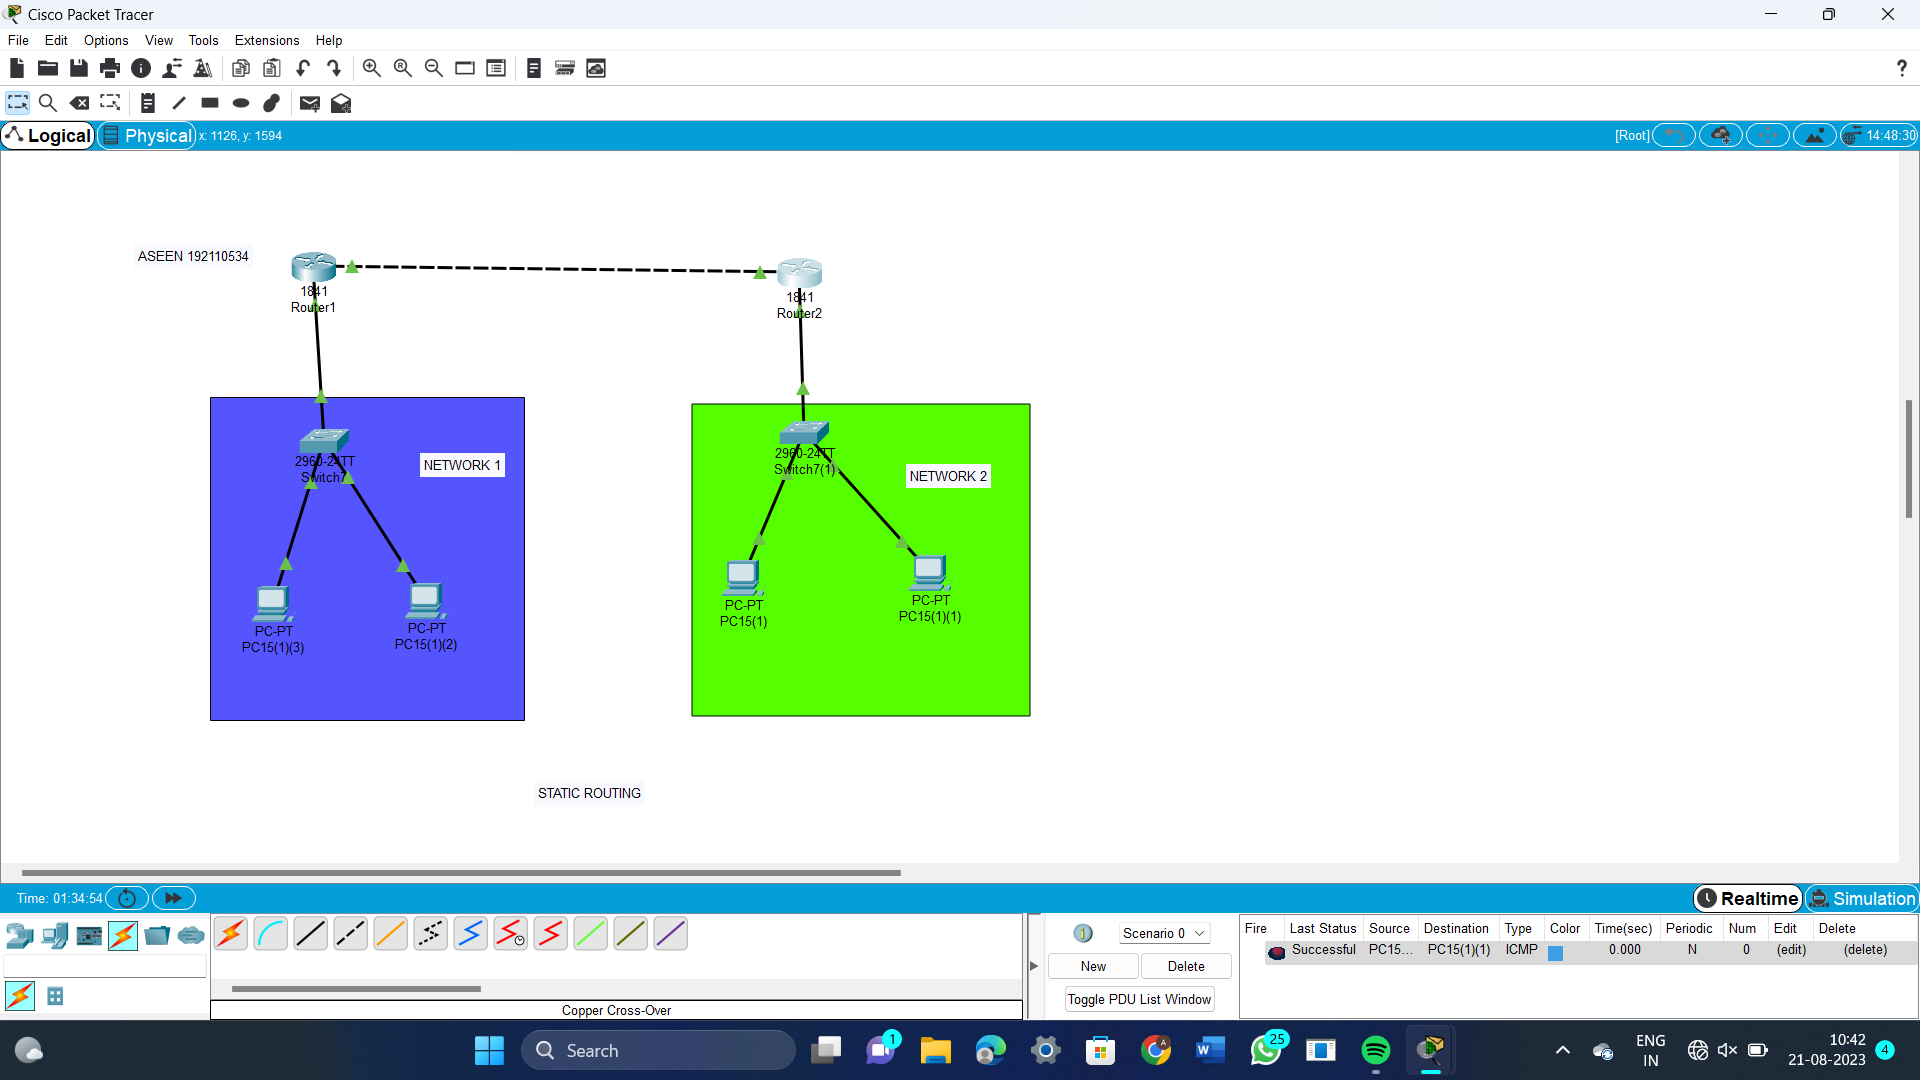 Cisco Packet Tracer
File Edit Options View Tools Extensions Help
?
Logical Physical x: 1126, y: 1594 [Root] 14:48:30
ASEEN 192110534
1841
Router1
1841
Router2
2960-24TT
Switch7
NETWORK 1
2960-24TT
Switch7(1)
NETWORK 2
PC-PT
PC15(1)(3)
PC-PT
PC15(1)(2)
PC-PT
PC15(1)
PC-PT
PC15(1)(1)
STATIC ROUTING
Time: 01:34:54 Realtime Simulation
Scenario 0
New Delete
Toggle PDU List Window
Fire Last Status Source Destination Type Color Time(sec) Periodic Num Edit Delete
Successful PC15... PC15(1)(1) ICMP 0.000 N 0 (edit) (delete)
Copper Cross-Over
Search
1
25
ENG
IN
10:42
21-08-2023
4